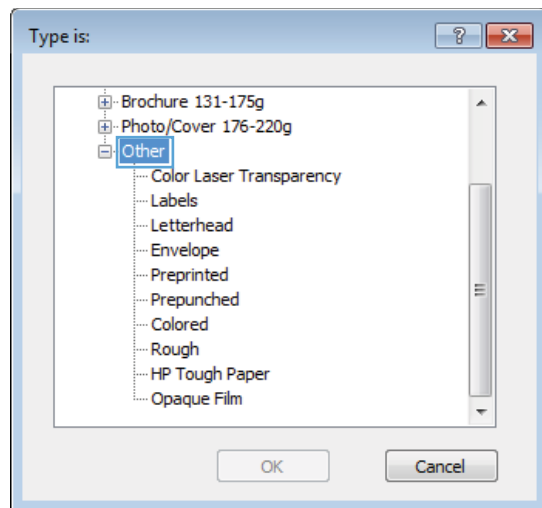 Type is:
Brochure 131-175g
Photo/Cover 176-220g
Other
Color Laser Transparency
Labels
Letterhead
Envelope
Preprinted
Prepunched
Colored
Rough
HP Tough Paper
Opaque Film
OK Cancel